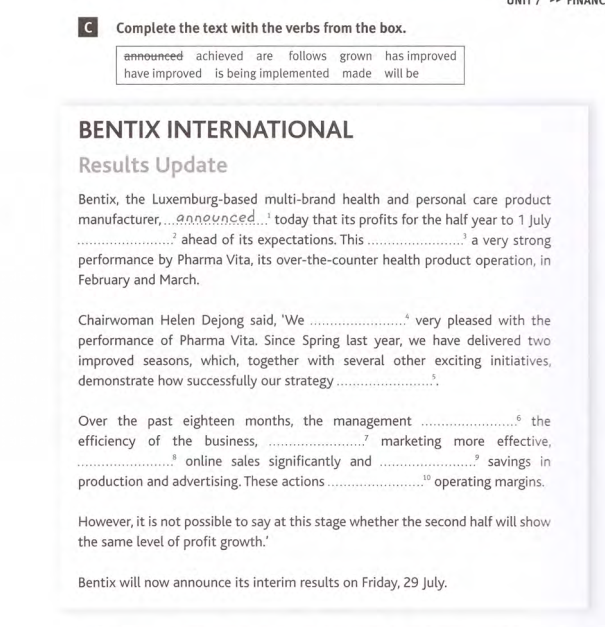 UNIT 7 >> FINANC
C Complete the text with the verbs from the box.
announced achieved are follows grown has improved
have improved is being implemented made will be
BENTIX INTERNATIONAL
Results Update
Bentix, the Luxemburg-based multi-brand health and personal care product
manufacturer, ...announced...¹ today that its profits for the half year to 1 July
........................² ahead of its expectations. This ........................³ a very strong
performance by Pharma Vita, its over-the-counter health product operation, in
February and March.
Chairwoman Helen Dejong said, 'We ........................⁴ very pleased with the
performance of Pharma Vita. Since Spring last year, we have delivered two
improved seasons, which, together with several other exciting initiatives,
demonstrate how successfully our strategy ........................⁵.
Over the past eighteen months, the management ........................⁶ the
efficiency of the business, ........................⁷ marketing more effective,
........................⁸ online sales significantly and ........................⁹ savings in
production and advertising. These actions ........................¹⁰ operating margins.
However, it is not possible to say at this stage whether the second half will show
the same level of profit growth.'
Bentix will now announce its interim results on Friday, 29 July.